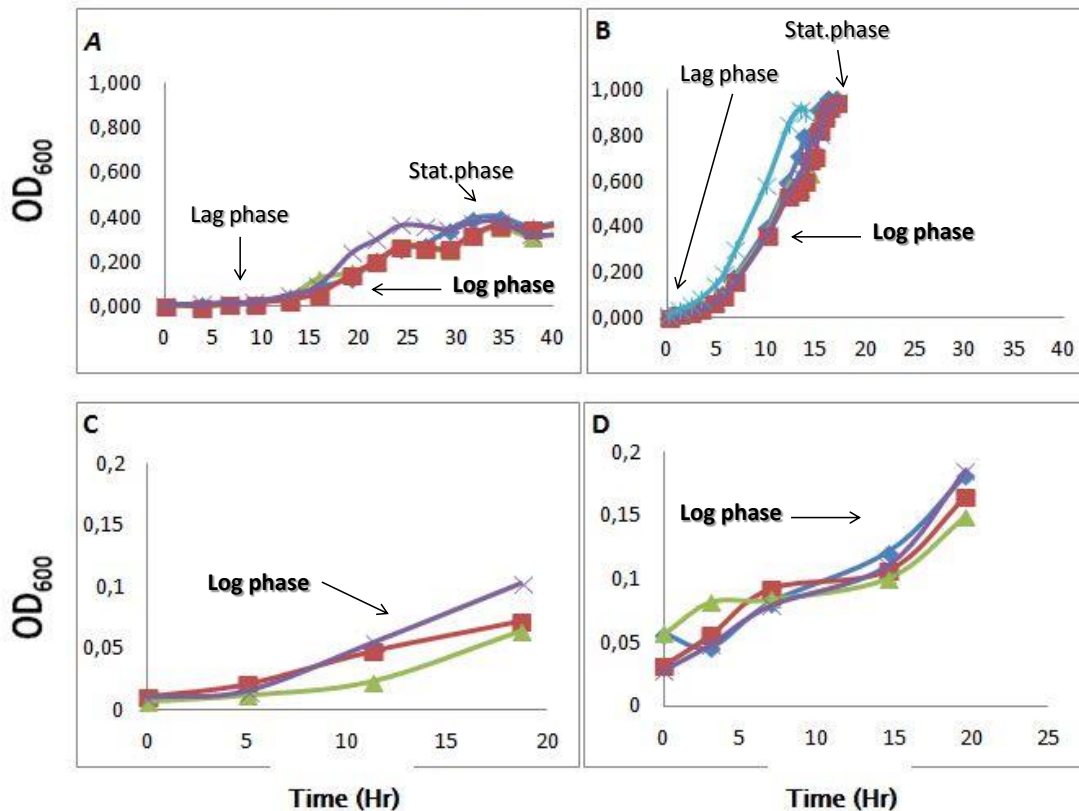 A
B
Stat.phase
Lag phase
1,000
0,800
0,600
0,400
0,200
0,000
Stat.phase
Lag phase
Log phase
0 5 10 15 20 25 30 35 40
1,000
0,800
0,600
0,400
0,200
0,000
Log phase
0 5 10 15 20 25 30 35 40
OD600
C
0,2
0,15
0,1
0,05
0
Log phase
0 5 10 15 20
D
0,2
0,15
0,1
0,05
0
Log phase
0 5 10 15 20 25
OD600
Time (Hr)
Time (Hr)